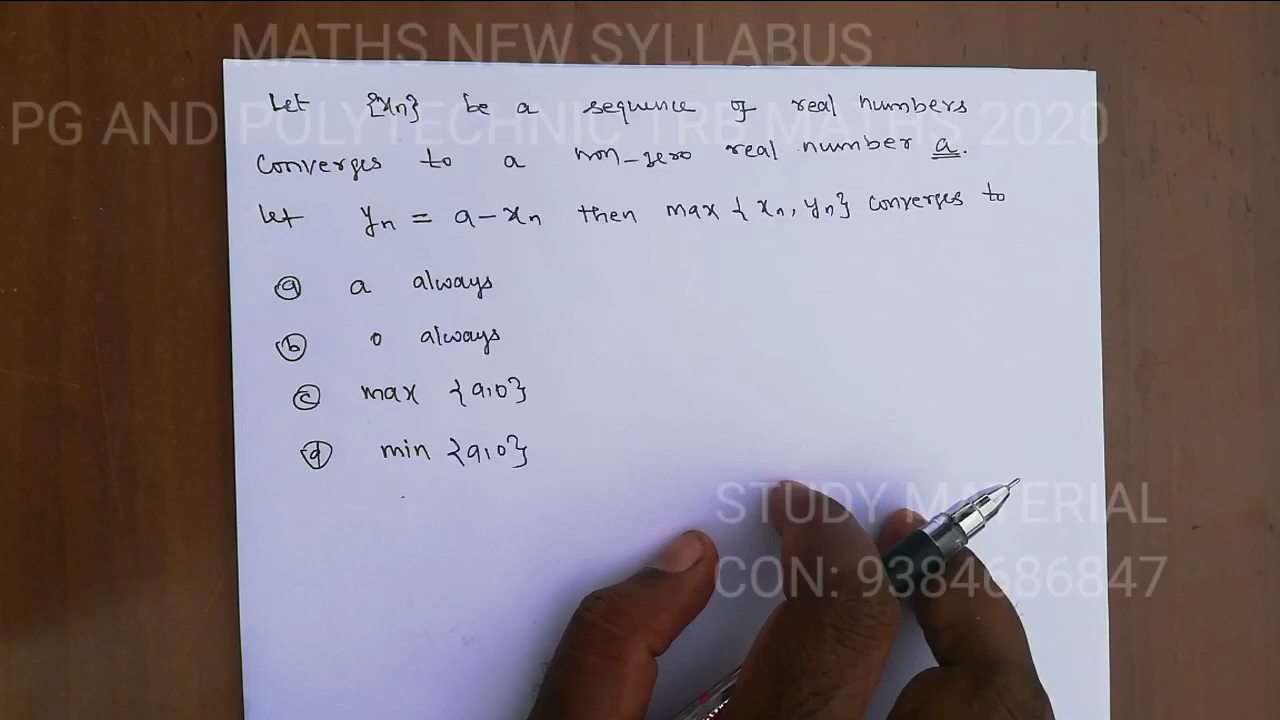 MATHS NEW SYLLABUS
PG AND POLYTECHNIC TRB MATHS 2020
Let {xn} be a sequence of real numbers
converges to a non-zero real number a.
let yn = a - xn then max {xn, yn} converges to
(a) a always
(b) 0 always
(c) max {a,0}
(d) min {a,0}
STUDY MATERIAL
CON: 9384686847